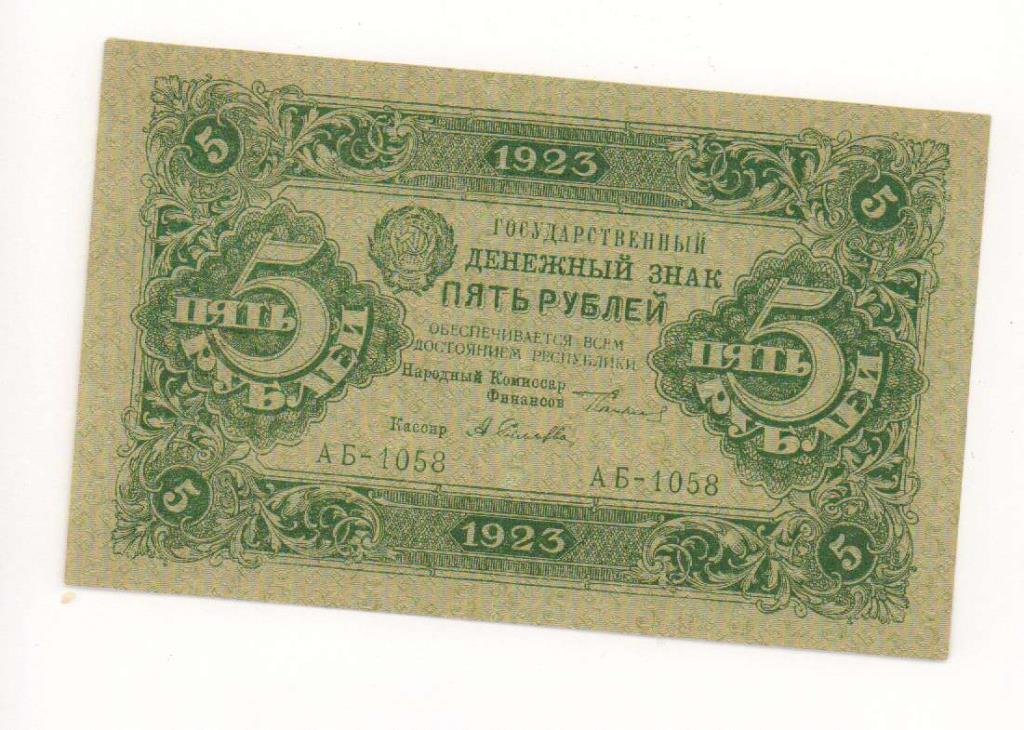 5
1923
5
ГОСУДАРСТВЕННЫЙ
ДЕНЕЖНЫЙ ЗНАК
ПЯТЬ РУБЛЕЙ
ОБЕСПЕЧИВАЕТСЯ ВСЕМ
ДОСТОЯНИЕМ РЕСПУБЛИКИ
5
ПЯТЬ
РУБЛЕЙ
5
ПЯТЬ
РУБЛЕЙ
Народный Комиссар
Финансов
Кассир
АБ-1058
АБ-1058
5
1923
5